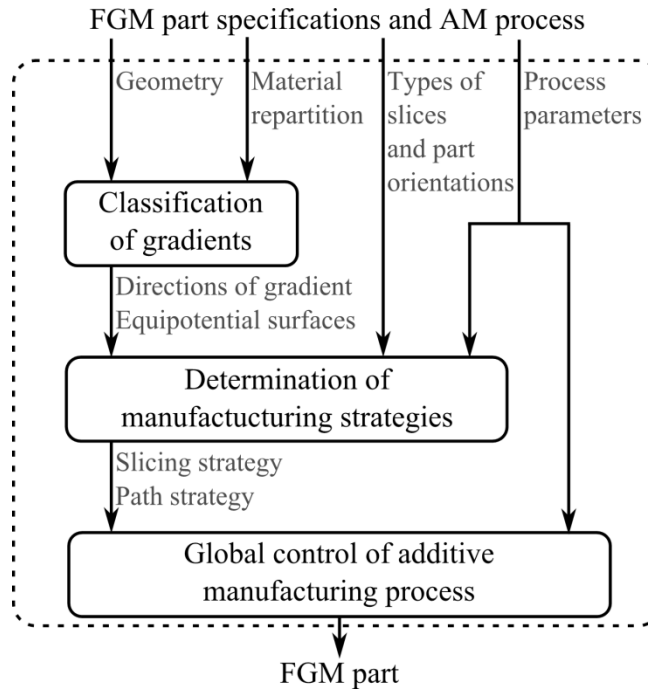 FGM part specifications and AM process
Geometry
Material
repartition
Types of
slices
and part
orientations
Process
parameters
Classification
of gradients
Directions of gradient
Equipotential surfaces
Determination of
manufactucturing strategies
Slicing strategy
Path strategy
Global control of additive
manufacturing process
FGM part